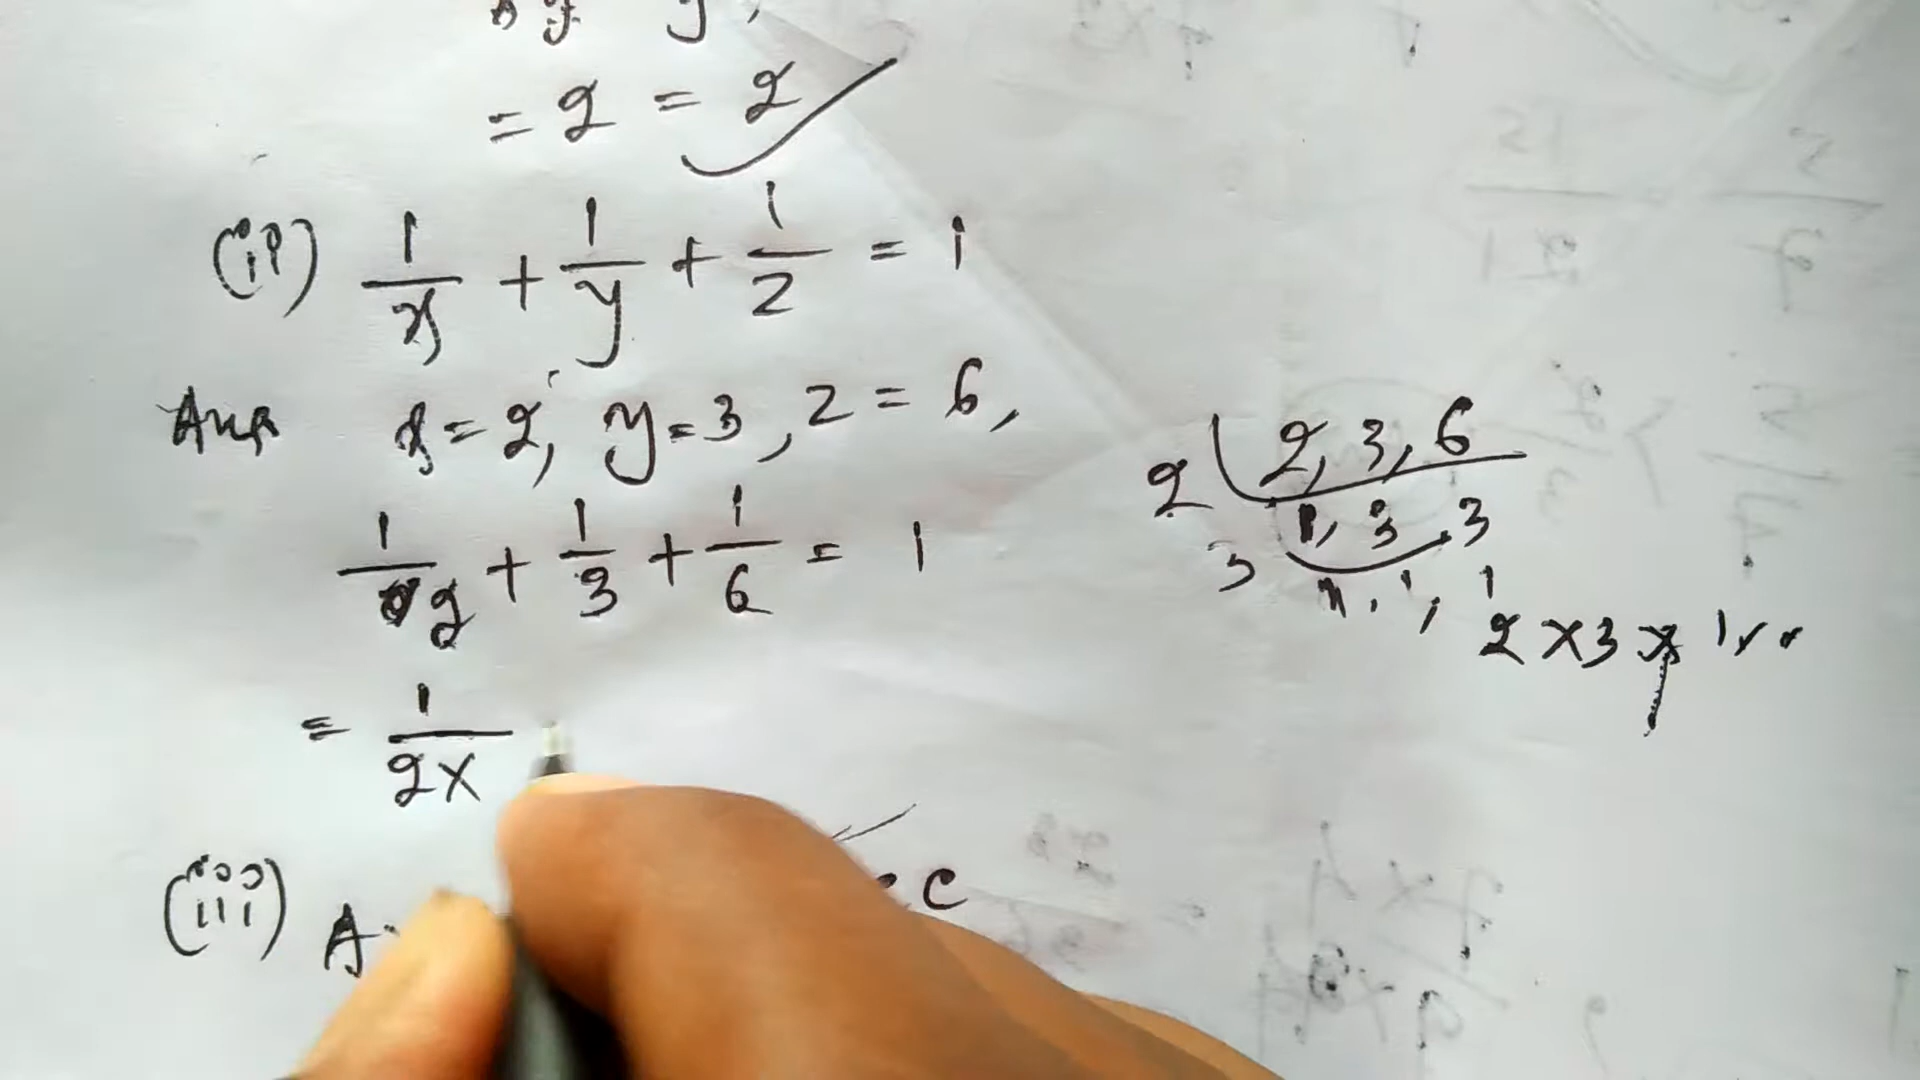 = 2 = 2
(ii) 1/x + 1/y + 1/z = 1
Ans x = 2, y = 3, z = 6,
1/2 + 1/3 + 1/6 = 1
= 1/2×
2 2, 3, 6
3 1, 3, 3
1, 1, 1
2 × 3 ×
(iii) A C